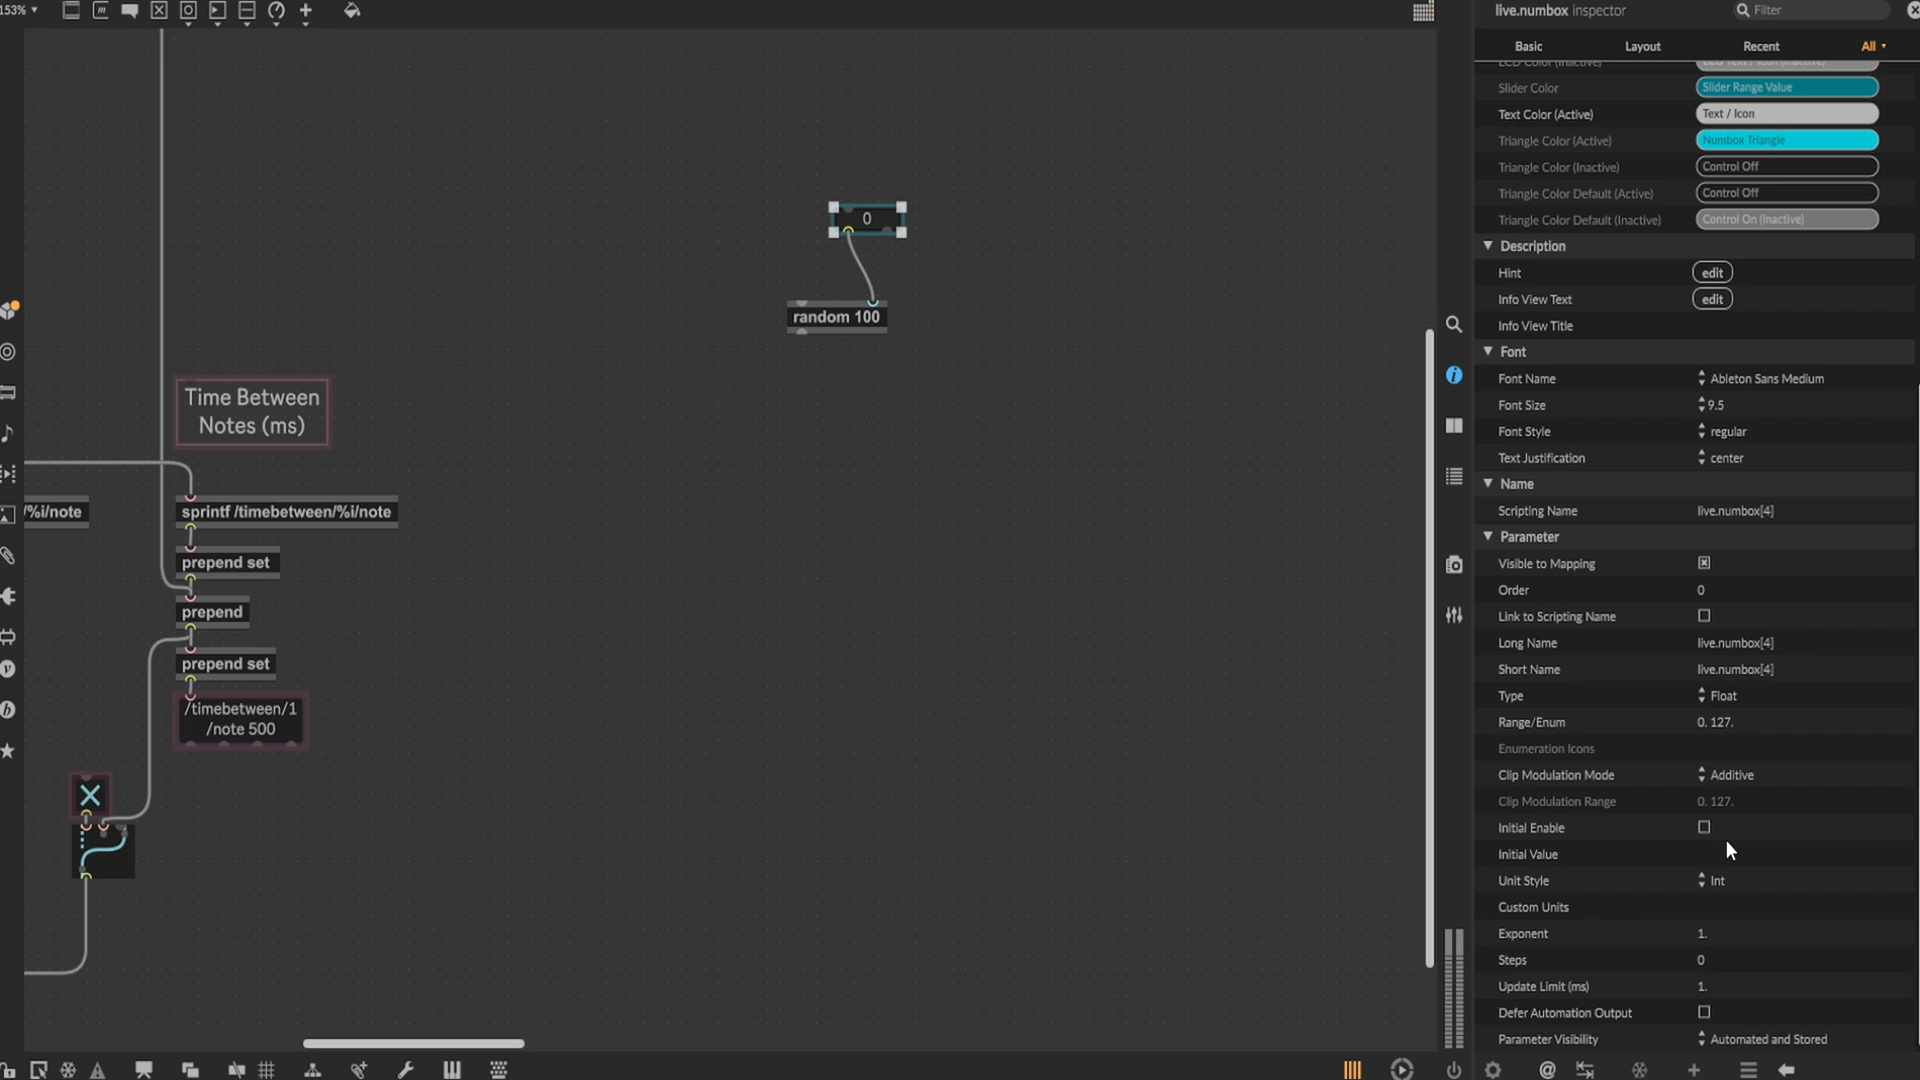 153%
live.numbox inspector
Filter
Basic
Layout
Recent
All
LCD Color (Inactive)
LCD Text / Icon (Inactive)
Slider Color
Slider Range Value
Text Color (Active)
Text / Icon
Triangle Color (Active)
Numbox Triangle
Triangle Color (Inactive)
Control Off
Triangle Color Default (Active)
Control Off
Triangle Color Default (Inactive)
Control On (Inactive)
Description
Hint
edit
Info View Text
edit
Info View Title
Font
Font Name
Ableton Sans Medium
Font Size
9.5
Font Style
regular
Text Justification
center
Name
Scripting Name
live.numbox[4]
Parameter
Visible to Mapping
Order
0
Link to Scripting Name
Long Name
live.numbox[4]
Short Name
live.numbox[4]
Type
Float
Range/Enum
0. 127.
Enumeration Icons
Clip Modulation Mode
Additive
Clip Modulation Range
0. 127.
Initial Enable
Initial Value
Unit Style
Int
Custom Units
Exponent
1.
Steps
0
Update Limit (ms)
1.
Defer Automation Output
Parameter Visibility
Automated and Stored
0
random 100
Time Between
Notes (ms)
/%i/note
sprintf /timebetween/%i/note
prepend set
prepend
prepend set
/timebetween/1
/note 500